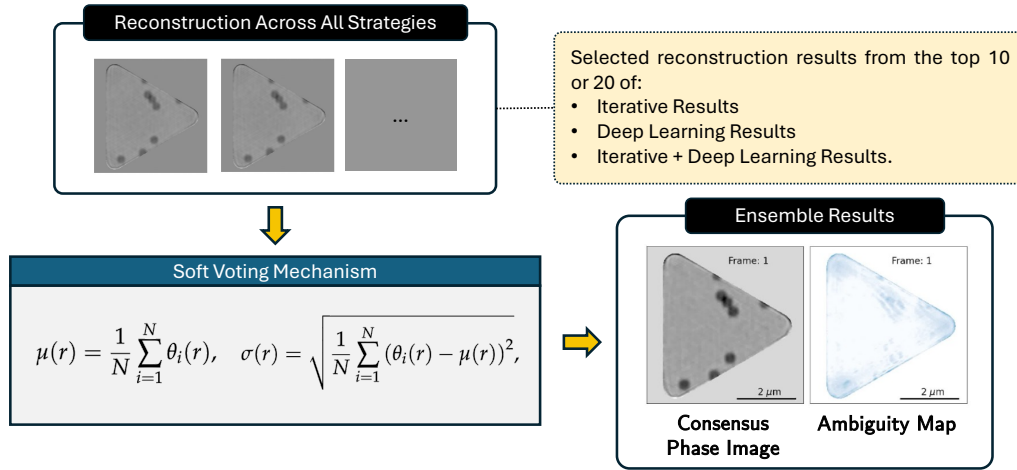 Reconstruction Across All Strategies
...
Selected reconstruction results from the top 10
or 20 of:
• Iterative Results
• Deep Learning Results
• Iterative + Deep Learning Results.
Soft Voting Mechanism
μ(r) = 1/N ∑_{i=1}^{N} θ_i(r), σ(r) = √(1/N ∑_{i=1}^{N} (θ_i(r) − μ(r))²),
Ensemble Results
Frame: 1
2 μm
Frame: 1
2 μm
Consensus
Phase Image
Ambiguity Map